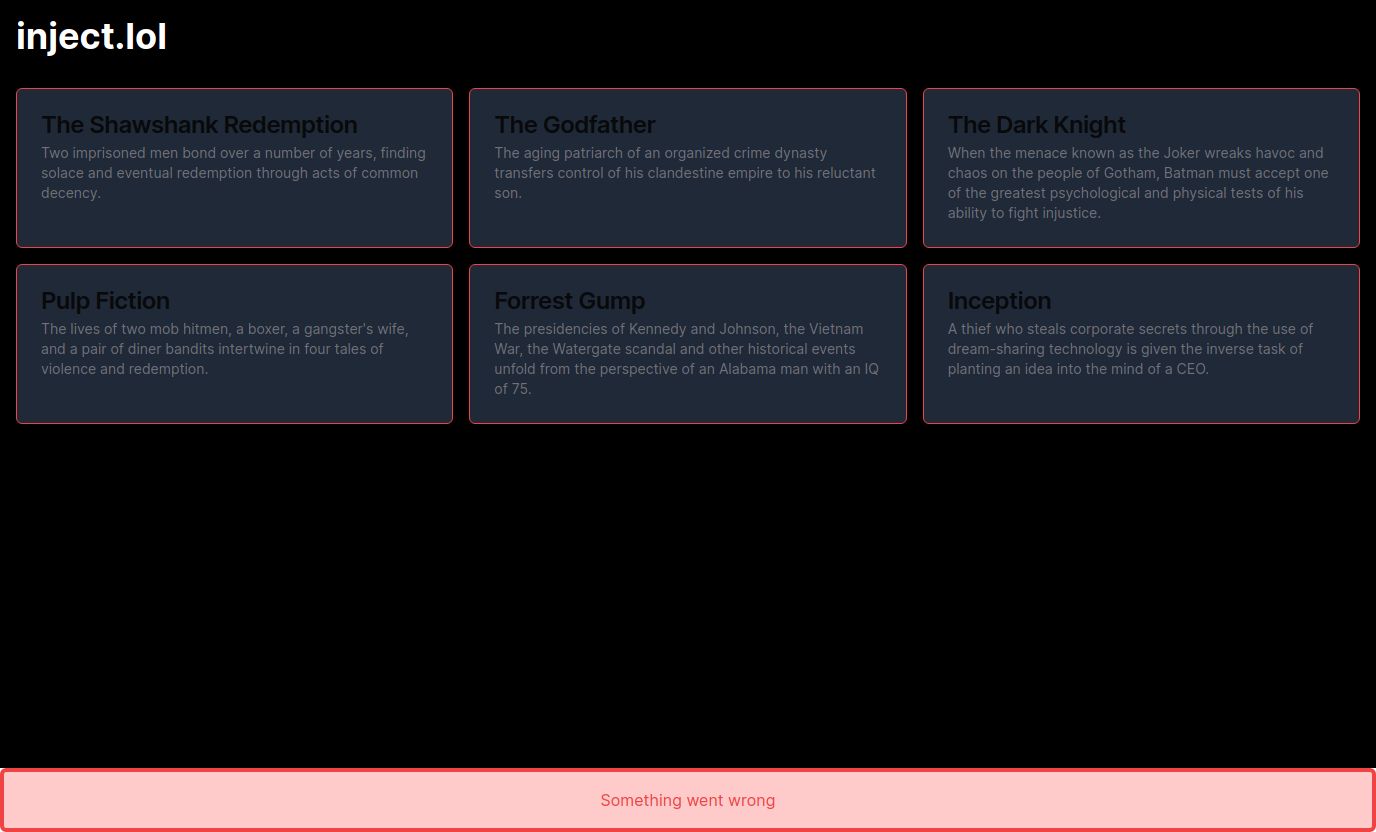 inject.lol
The Shawshank Redemption
Two imprisoned men bond over a number of years, finding
solace and eventual redemption through acts of common
decency.
The Godfather
The aging patriarch of an organized crime dynasty
transfers control of his clandestine empire to his reluctant
son.
The Dark Knight
When the menace known as the Joker wreaks havoc and
chaos on the people of Gotham, Batman must accept one
of the greatest psychological and physical tests of his
ability to fight injustice.
Pulp Fiction
The lives of two mob hitmen, a boxer, a gangster's wife,
and a pair of diner bandits intertwine in four tales of
violence and redemption.
Forrest Gump
The presidencies of Kennedy and Johnson, the Vietnam
War, the Watergate scandal and other historical events
unfold from the perspective of an Alabama man with an IQ
of 75.
Inception
A thief who steals corporate secrets through the use of
dream-sharing technology is given the inverse task of
planting an idea into the mind of a CEO.
Something went wrong